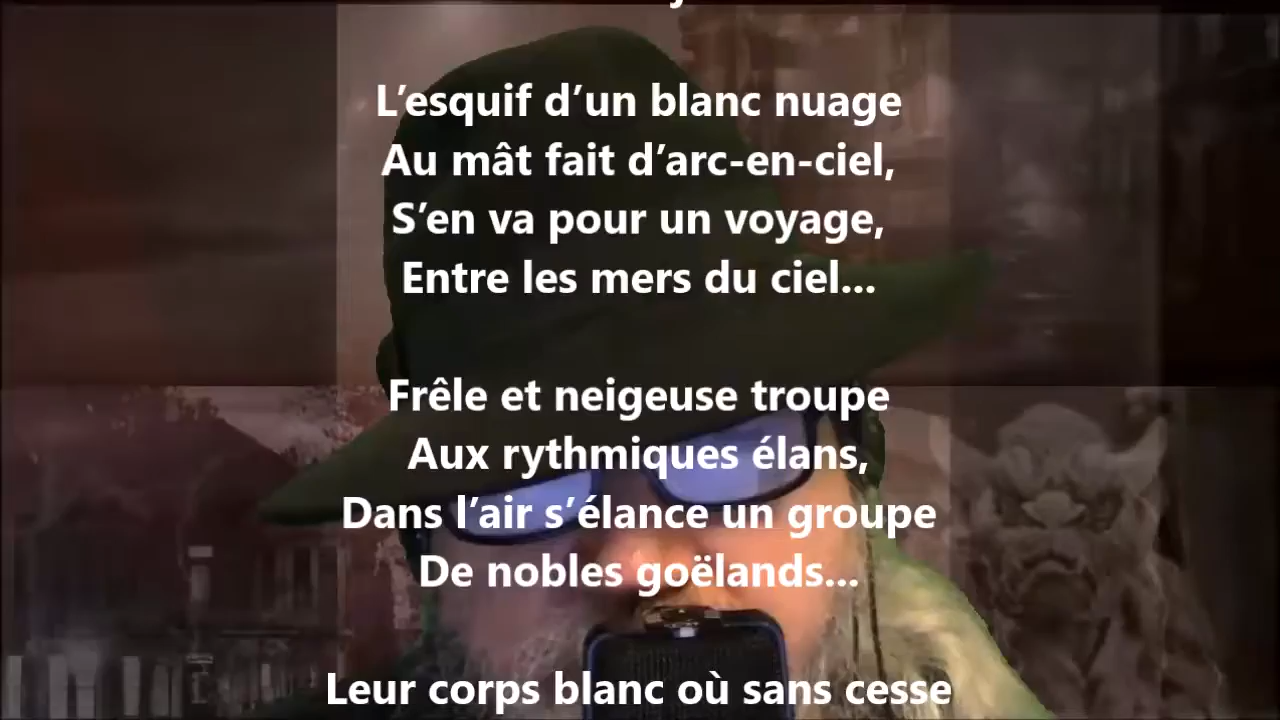 L’esquif d’un blanc nuage
Au mât fait d’arc-en-ciel,
S’en va pour un voyage,
Entre les mers du ciel...
Frêle et neigeuse troupe
Aux rythmiques élans,
Dans l’air s’élance un groupe
De nobles goëlands...
Leur corps blanc où sans cesse